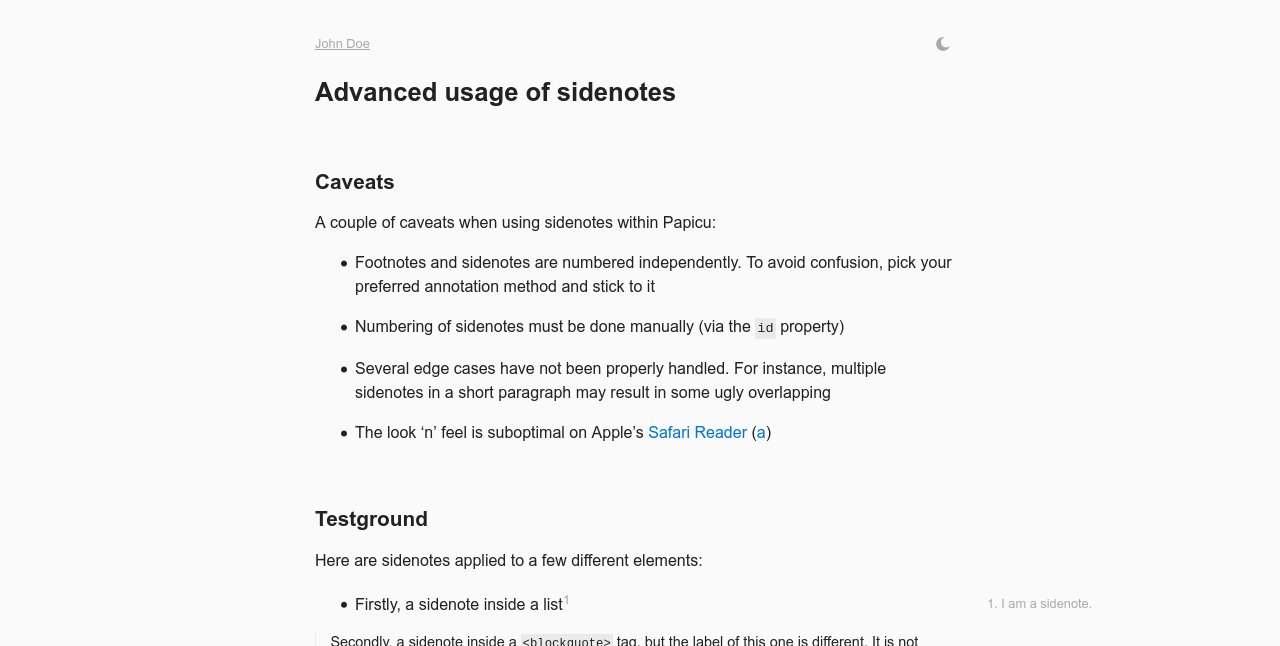 John Doe
Advanced usage of sidenotes
Caveats
A couple of caveats when using sidenotes within Papicu:
• Footnotes and sidenotes are numbered independently. To avoid confusion, pick your
preferred annotation method and stick to it
• Numbering of sidenotes must be done manually (via the id property)
• Several edge cases have not been properly handled. For instance, multiple
sidenotes in a short paragraph may result in some ugly overlapping
• The look ‘n’ feel is suboptimal on Apple’s Safari Reader (a)
Testground
Here are sidenotes applied to a few different elements:
• Firstly, a sidenote inside a list1
1. I am a sidenote.
Secondly, a sidenote inside a <blockquote> tag, but the label of this one is different. It is not